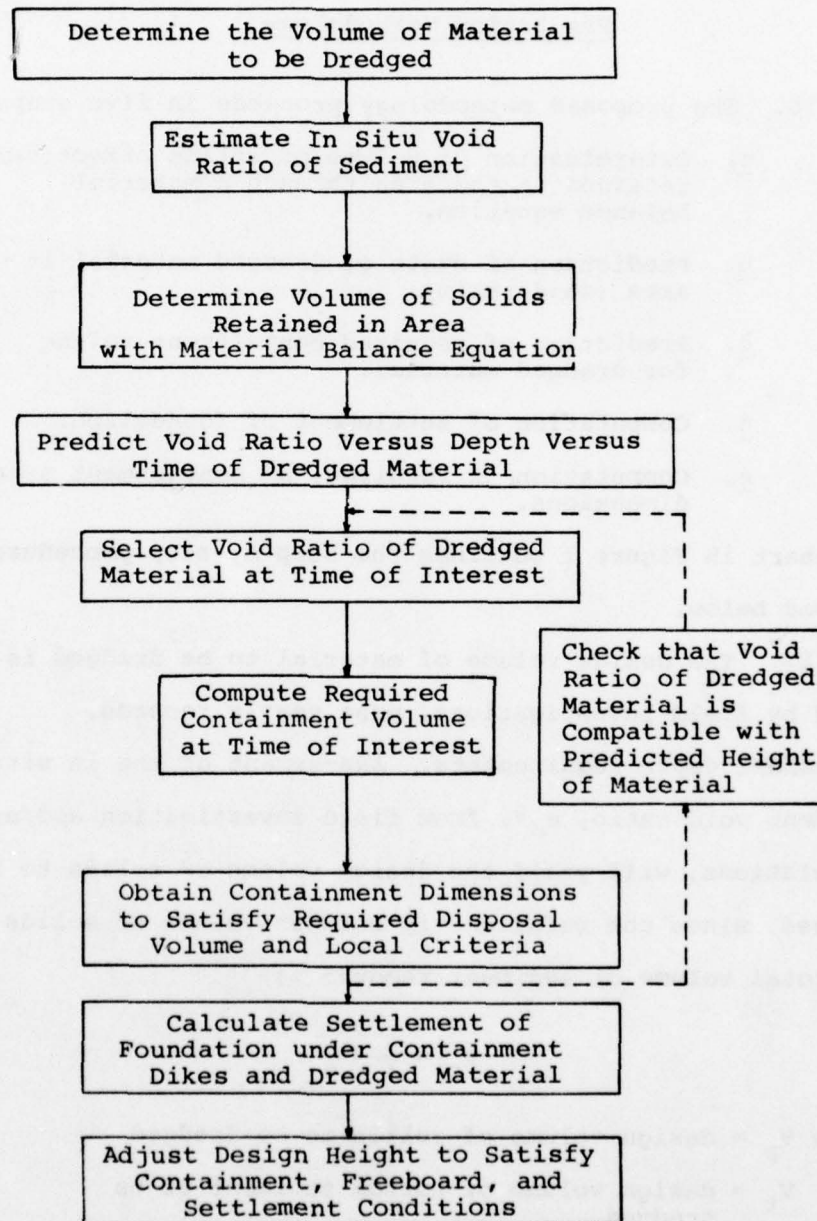 Determine the Volume of Material
to be Dredged
Estimate In Situ Void
Ratio of Sediment
Determine Volume of Solids
Retained in Area
with Material Balance Equation
Predict Void Ratio Versus Depth Versus
Time of Dredged Material
Select Void Ratio of Dredged
Material at Time of Interest
Check that Void
Ratio of Dredged
Material is
Compatible with
Predicted Height
of Material
Compute Required
Containment Volume
at Time of Interest
Obtain Containment Dimensions
to Satisfy Required Disposal
Volume and Local Criteria
Calculate Settlement of
Foundation under Containment
Dikes and Dredged Material
Adjust Design Height to Satisfy
Containment, Freeboard and
Settlement Conditions